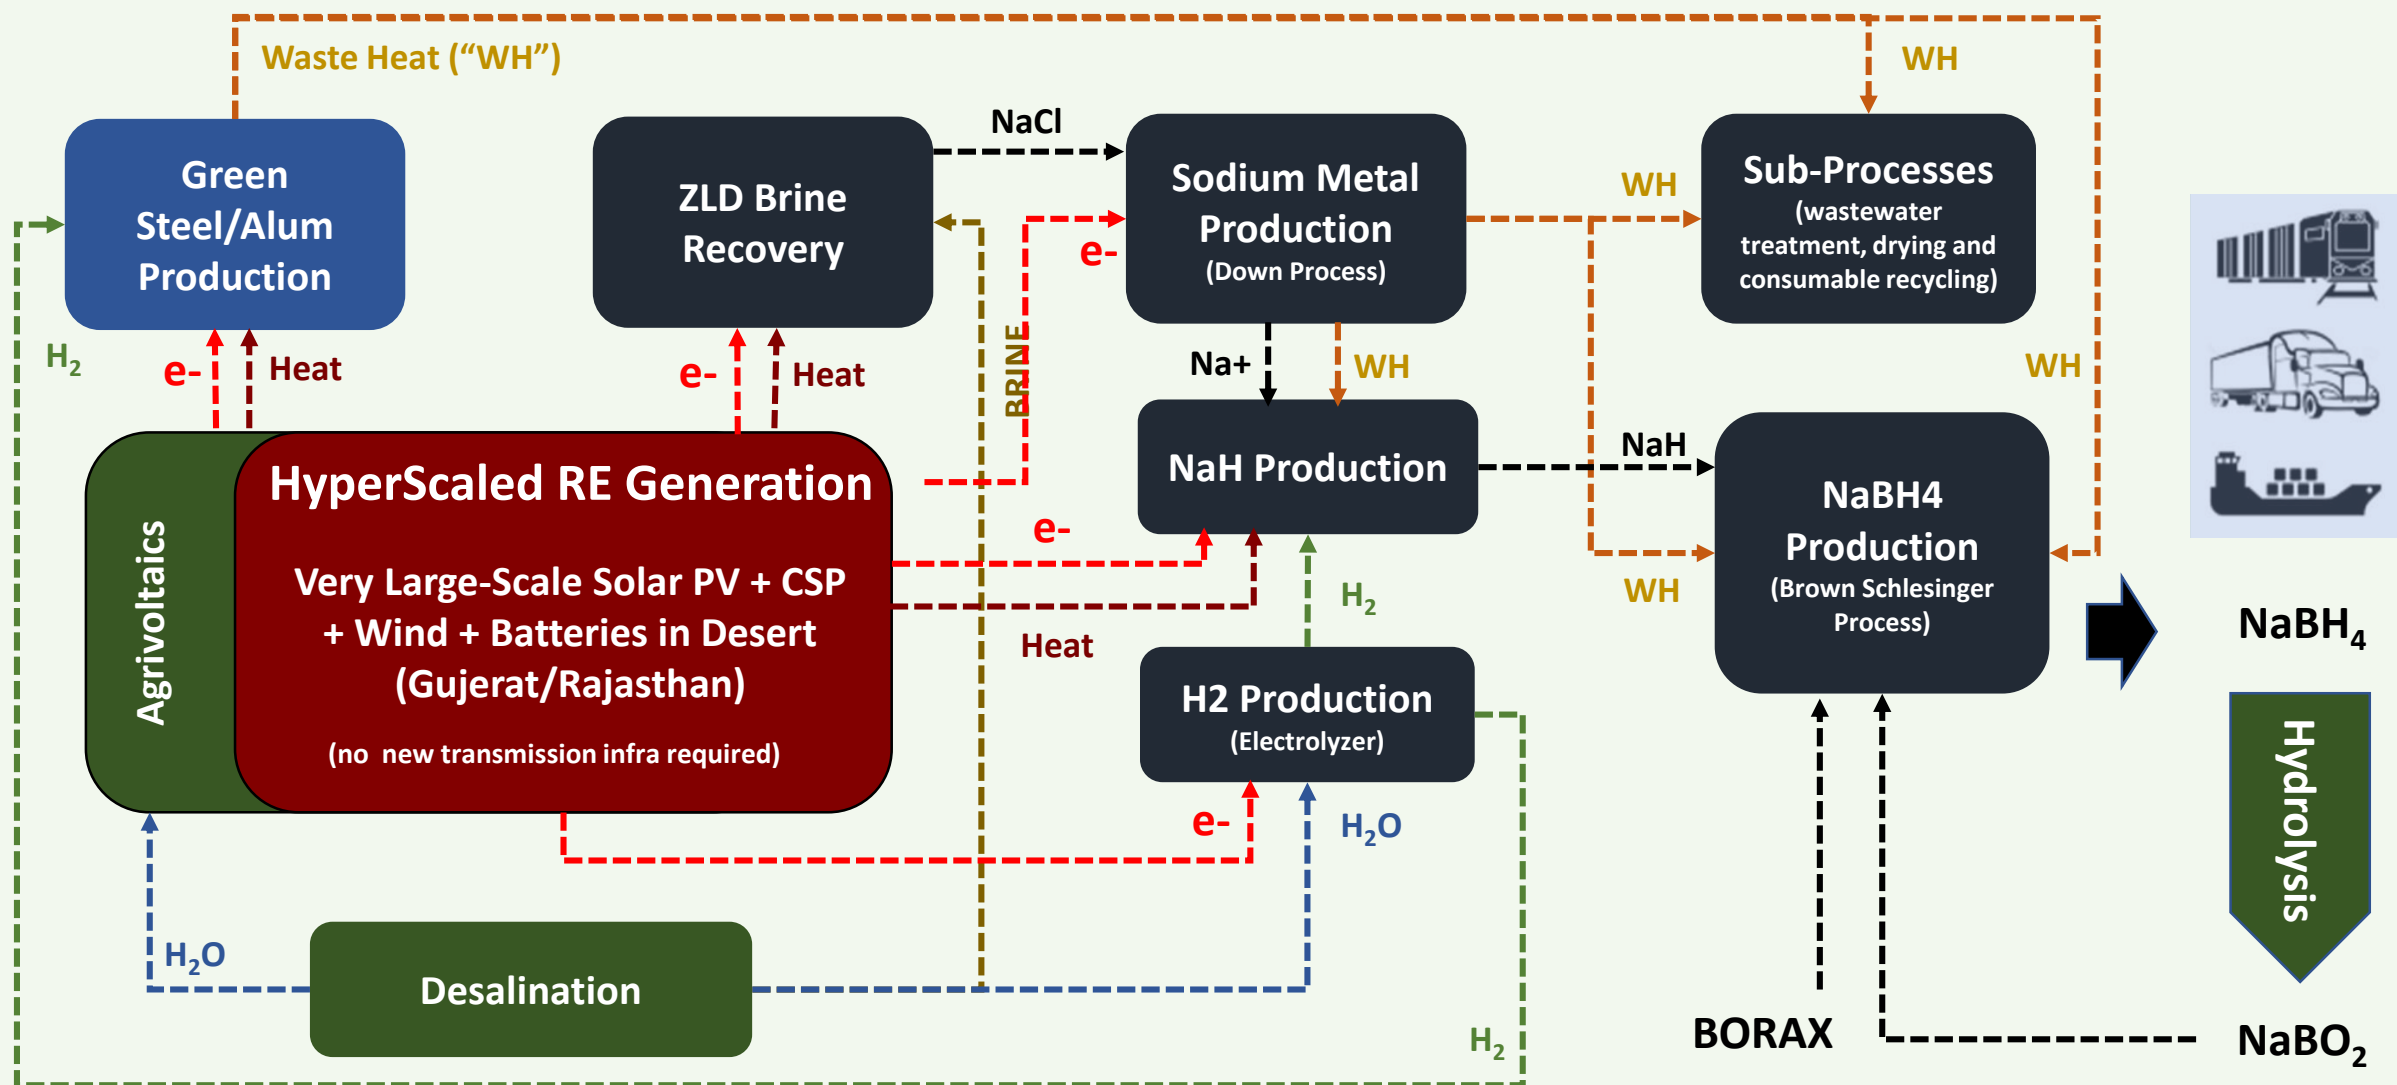 Waste Heat (“WH”)
WH
Green
Steel/Alum
Production
ZLD Brine
Recovery
NaCl
Sodium Metal
Production
(Down Process)
WH
Sub-Processes
(wastewater
treatment, drying and
consumable recycling)
e-
H₂
e-
Heat
e-
Heat
BRINE
Na+
WH
WH
HyperScaled RE Generation
Very Large-Scale Solar PV + CSP
+ Wind + Batteries in Desert
(Gujerat/Rajasthan)
(no new transmission infra required)
Agrivoltaics
e-
Heat
NaH Production
NaH
NaBH4
Production
(Brown Schlesinger
Process)
WH
H₂
H2 Production
(Electrolyzer)
NaBH₄
Hydrolysis
e-
H₂O
H₂O
Desalination
H₂
BORAX
NaBO₂